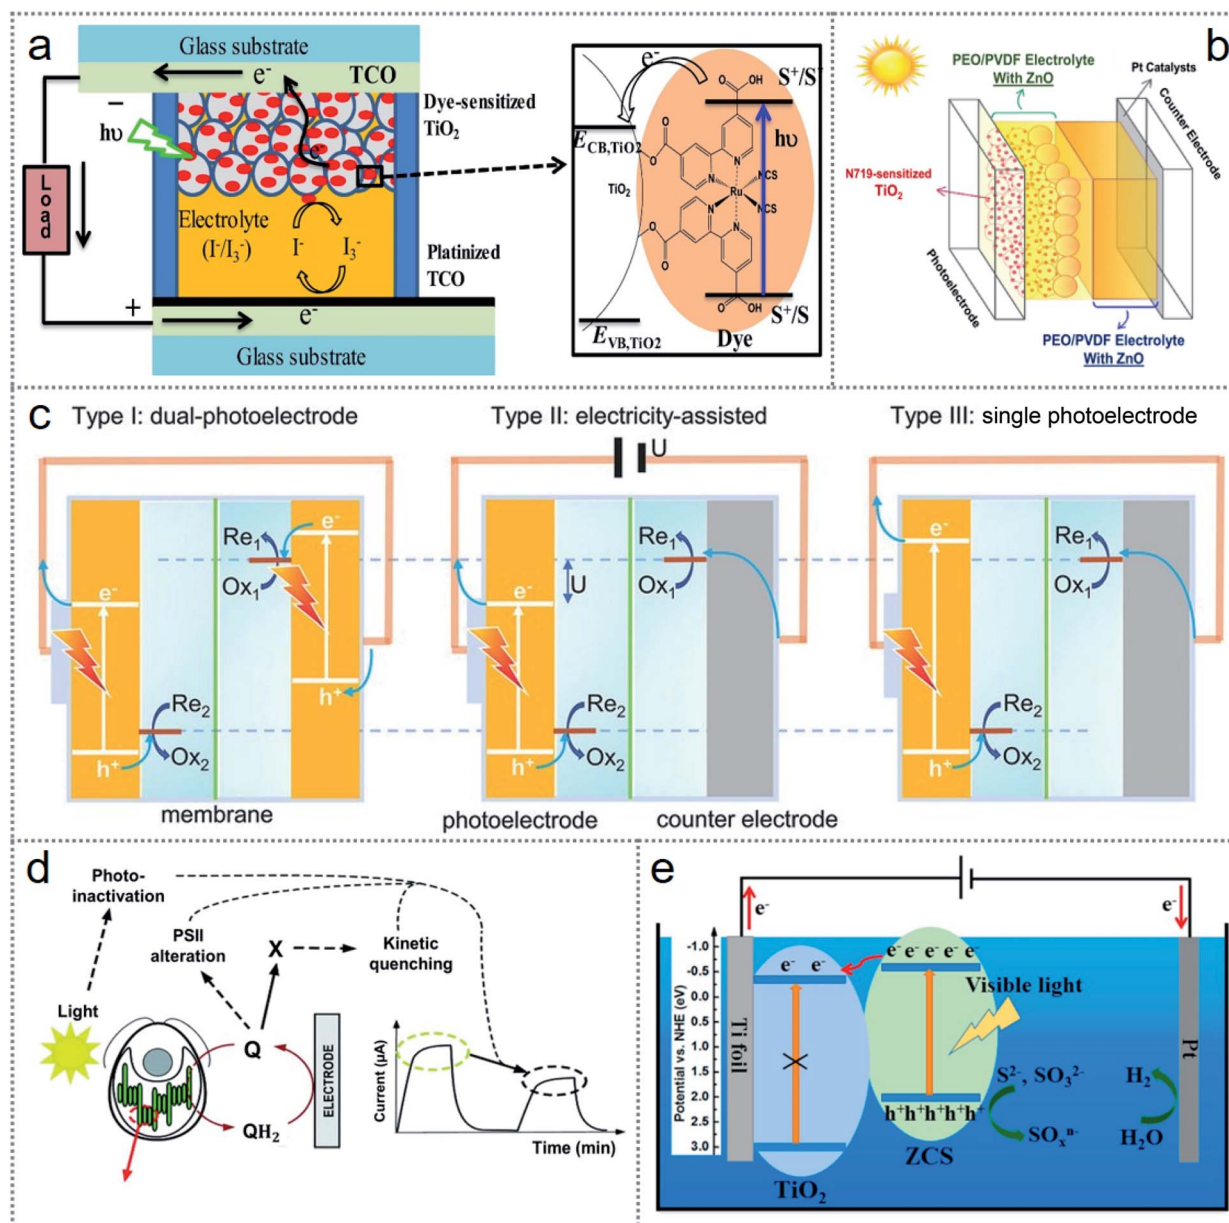 a
Glass substrate
e⁻
TCO
−
hυ
Dye-sensitized
TiO₂
e⁻
Load
Electrolyte
(I⁻/I₃⁻)
I⁻
I₃⁻
Platinized
TCO
+
e⁻
Glass substrate
e⁻
OH
S⁺/S
O
E_CB,TiO2
O
hυ
TiO₂
N
N
NCS
Ru
N
N
NCS
O
O
O
OH
S⁺/S
E_VB,TiO2
Dye
b
PEO/PVDF Electrolyte
With ZnO
Pt Catalysts
Counter Electrode
N719-sensitized
TiO₂
Photoelectrode
PEO/PVDF Electrolyte
With ZnO
c
Type I: dual-photoelectrode
Type II: electricity-assisted
Type III: single photoelectrode
U
e⁻
Re₁
Ox₁
e⁻
h⁺
Re₂
Ox₂
h⁺
Re₁
Ox₁
U
e⁻
Re₂
Ox₂
h⁺
e⁻
Re₁
Ox₁
Re₂
Ox₂
h⁺
membrane
photoelectrode
counter electrode
d
Photo-
inactivation
PSII
alteration
X
Kinetic
quenching
Light
Q
QH₂
ELECTRODE
Current (µA)
Time (min)
e
e⁻
e⁻
Potential vs. NHE (eV)
-1.0
-0.5
0.0
0.5
1.0
1.5
2.0
2.5
3.0
Ti foil
e⁻ e⁻
e⁻ e⁻ e⁻ e⁻ e⁻
Visible light
S²⁻, SO₃²⁻
h⁺h⁺h⁺h⁺h⁺
SOₓⁿ⁻
H₂
H₂O
Pt
ZCS
TiO₂